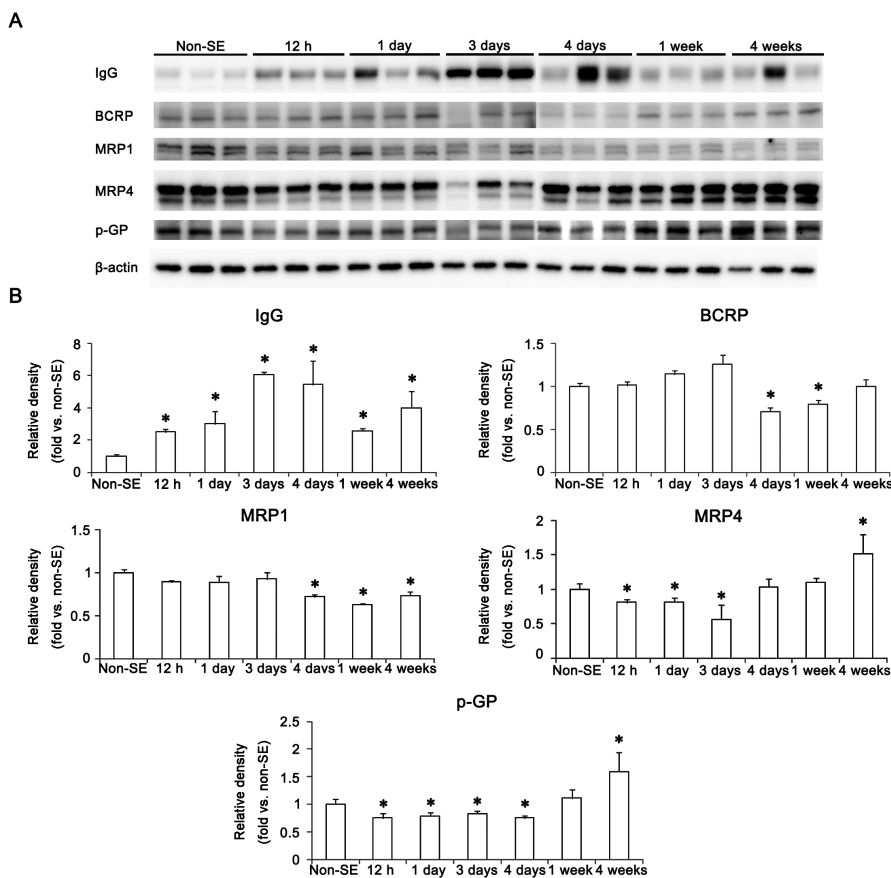 A
Non-SE 12 h 1 day 3 days 4 days 1 week 4 weeks
IgG
BCRP
MRP1
MRP4
p-GP
β-actin
B
IgG
Relative density
(fold vs. non-SE)
8
6
4
2
0
* * * * * *
Non-SE 12 h 1 day 3 days 4 days 1 week 4 weeks
BCRP
Relative density
(fold vs. non-SE)
1.5
1
0.5
0
* *
Non-SE 12 h 1 day 3 days 4 days 1 week 4 weeks
MRP1
Relative density
(fold vs. non-SE)
1.5
1
0.5
0
* * *
Non-SE 12 h 1 day 3 days 4 days 1 week 4 weeks
MRP4
Relative density
(fold vs. non-SE)
2
1.5
1
0.5
0
* * * *
Non-SE 12 h 1 day 3 days 4 days 1 week 4 weeks
p-GP
Relative density
(fold vs. non-SE)
2.5
2
1.5
1
0.5
0
* * * * *
Non-SE 12 h 1 day 3 days 4 days 1 week 4 weeks